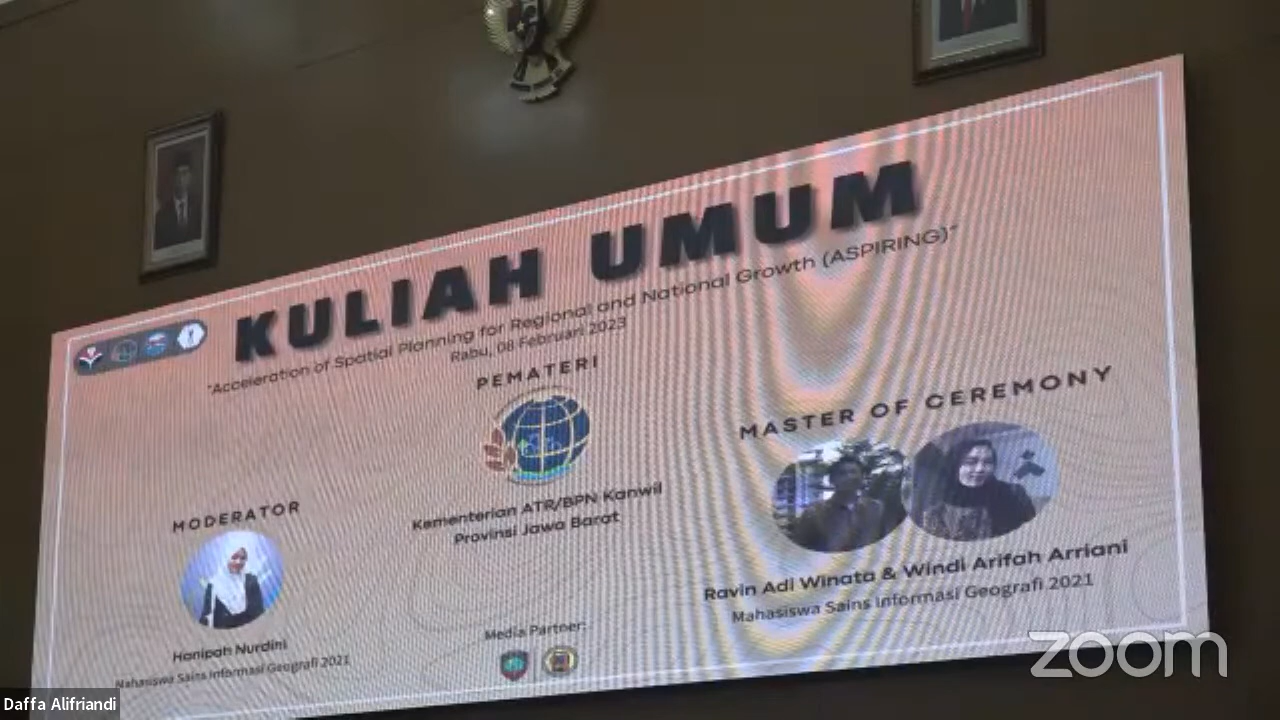 KULIAH UMUM
"Acceleration of Spatial Planning for Regional and National Growth (ASPIRING)"
Rabu, 08 Februari 2023
PEMATERI
Kementerian ATR/BPN Kanwil
Provinsi Jawa Barat
MASTER OF CEREMONY
Ravin Adi Winata & Windi Arifah Arriani
Mahasiswa Sains Informasi Geografi 2021
MODERATOR
Hanipah Nurdini
Mahasiswa Sains Informasi Geografi 2021
Media Partner:
zoom
Daffa Alifriandi